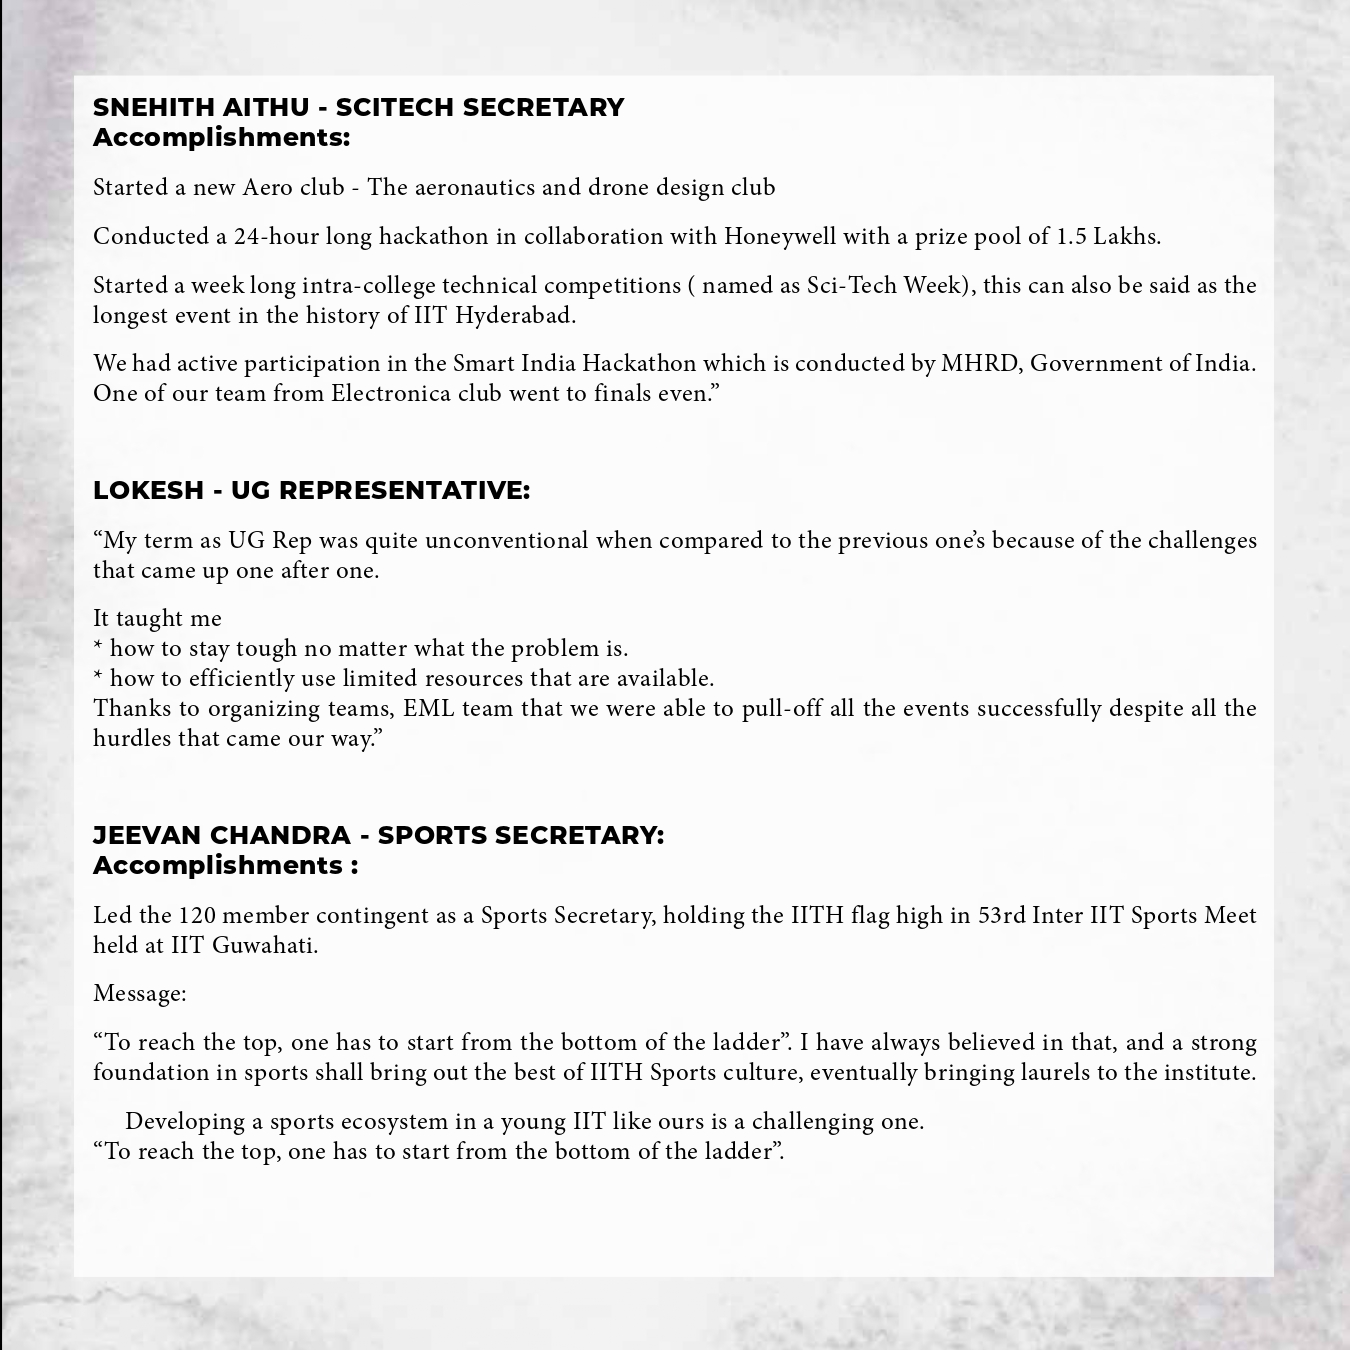 SNEHITH AITHU - SCITECH SECRETARY
Accomplishments:
Started a new Aero club - The aeronautics and drone design club
Conducted a 24-hour long hackathon in collaboration with Honeywell with a prize pool of 1.5 Lakhs.
Started a week long intra-college technical competitions ( named as Sci-Tech Week), this can also be said as the
longest event in the history of IIT Hyderabad.
We had active participation in the Smart India Hackathon which is conducted by MHRD, Government of India.
One of our team from Electronica club went to finals even.”
LOKESH - UG REPRESENTATIVE:
“My term as UG Rep was quite unconventional when compared to the previous one’s because of the challenges
that came up one after one.
It taught me
* how to stay tough no matter what the problem is.
* how to efficiently use limited resources that are available.
Thanks to organizing teams, EML team that we were able to pull-off all the events successfully despite all the
hurdles that came our way.”
JEEVAN CHANDRA - SPORTS SECRETARY:
Accomplishments :
Led the 120 member contingent as a Sports Secretary, holding the IITH flag high in 53rd Inter IIT Sports Meet
held at IIT Guwahati.
Message:
“To reach the top, one has to start from the bottom of the ladder”. I have always believed in that, and a strong
foundation in sports shall bring out the best of IITH Sports culture, eventually bringing laurels to the institute.
Developing a sports ecosystem in a young IIT like ours is a challenging one.
“To reach the top, one has to start from the bottom of the ladder”.